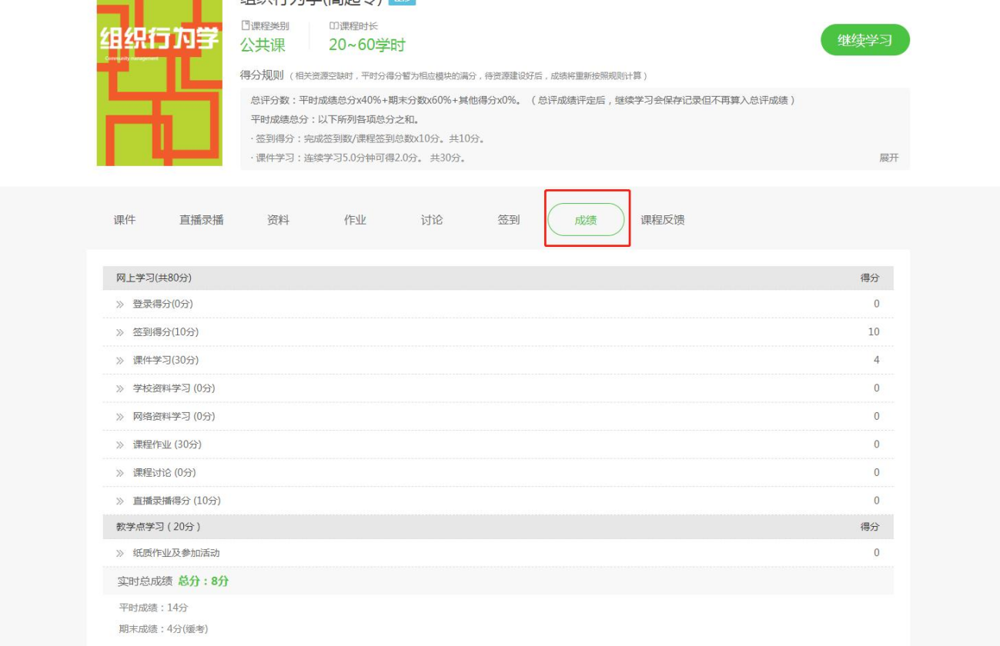 组织行为学(高起专)
组织行为学
Community management
课程类别
课程时长
公共课
20~60学时
继续学习
得分规则（相关资源空缺时，平时分得分暂为相应模块的满分，待资源建设好后，成绩将重新按照规则计算）
总评分数：平时成绩总分x40%+期末分数x60%+其他得分x0%。（总评成绩评定后，继续学习会保存记录但不再算入总评成绩）
平时成绩总分：以下所列各项总分之和。
·签到得分：完成签到数/课程签到总数x10分。共10分。
·课件学习：连续学习5.0分钟可得2.0分。 共30分。
展开
课件 直播录播 资料 作业 讨论 签到 成绩 课程反馈
网上学习(共80分) 得分
登录得分(0分) 0
签到得分(10分) 10
课件学习(30分) 4
学校资料学习 (0分) 0
网络资料学习 (0分) 0
课程作业 (30分) 0
课程讨论 (0分) 0
直播录播得分 (10分) 0
教学点学习（20分） 得分
纸质作业及参加活动 0
实时总成绩 总分：8分
平时成绩：14分
期末成绩：4分(缓考)